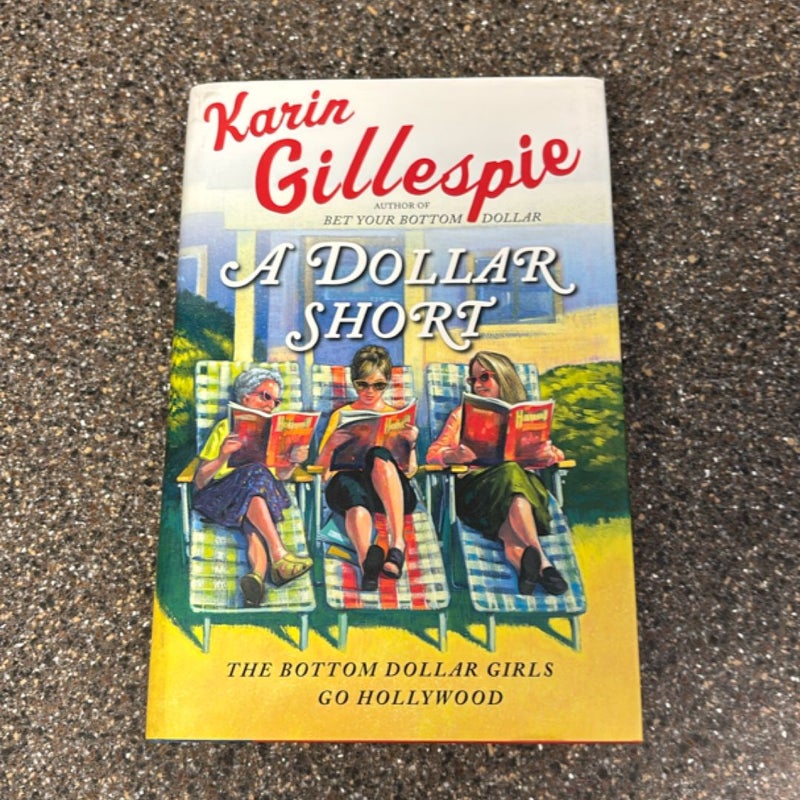 Karin
Gillespie
AUTHOR OF
BET YOUR BOTTOM DOLLAR
A DOLLAR
SHORT
THE BOTTOM DOLLAR GIRLS
GO HOLLYWOOD